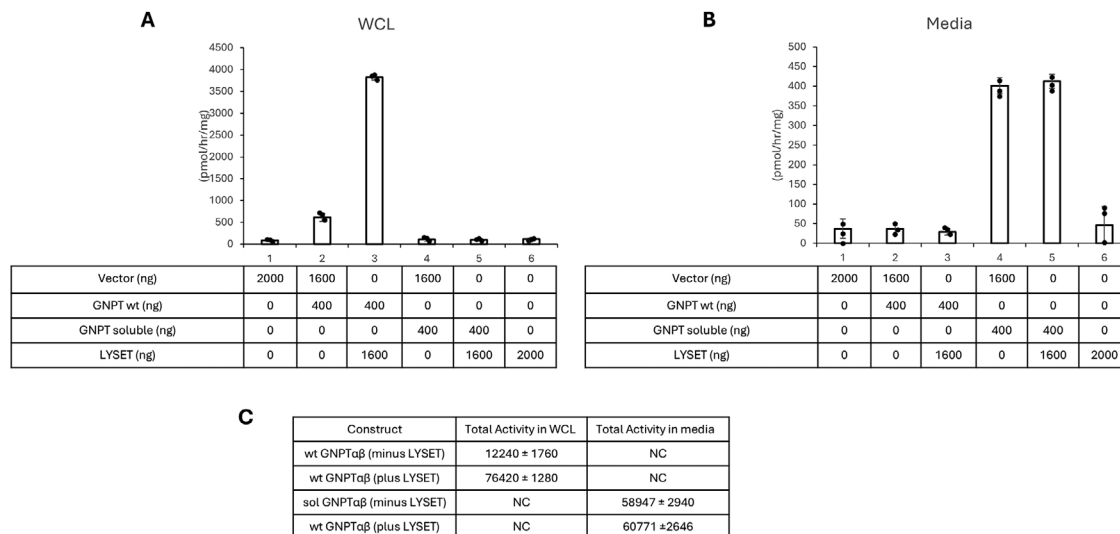 A
WCL
(pmol/hr/mg)
4500
4000
3500
3000
2500
2000
1500
1000
500
0
1 2 3 4 5 6
Vector (ng) 2000 1600 0 1600 0 0
GNPT wt (ng) 0 400 400 0 0 0
GNPT soluble (ng) 0 0 0 400 400 0
LYSET (ng) 0 0 1600 0 1600 2000
B
Media
(pmol/hr/mg)
500
450
400
350
300
250
200
150
100
50
0
1 2 3 4 5 6
Vector (ng) 2000 1600 0 1600 0 0
GNPT wt (ng) 0 400 400 0 0 0
GNPT soluble (ng) 0 0 0 400 400 0
LYSET (ng) 0 0 1600 0 1600 2000
C
Construct Total Activity in WCL Total Activity in media
wt GNPTαβ (minus LYSET) 12240 ± 1760 NC
wt GNPTαβ (plus LYSET) 76420 ± 1280 NC
sol GNPTαβ (minus LYSET) NC 58947 ± 2940
wt GNPTαβ (plus LYSET) NC 60771 ±2646